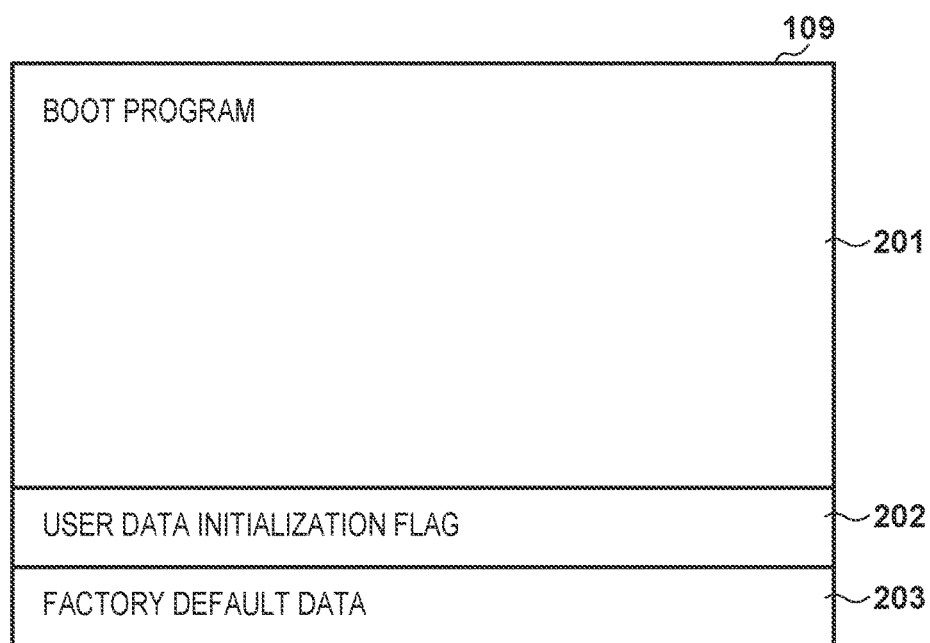 109
BOOT PROGRAM
201
USER DATA INITIALIZATION FLAG
202
FACTORY DEFAULT DATA
203